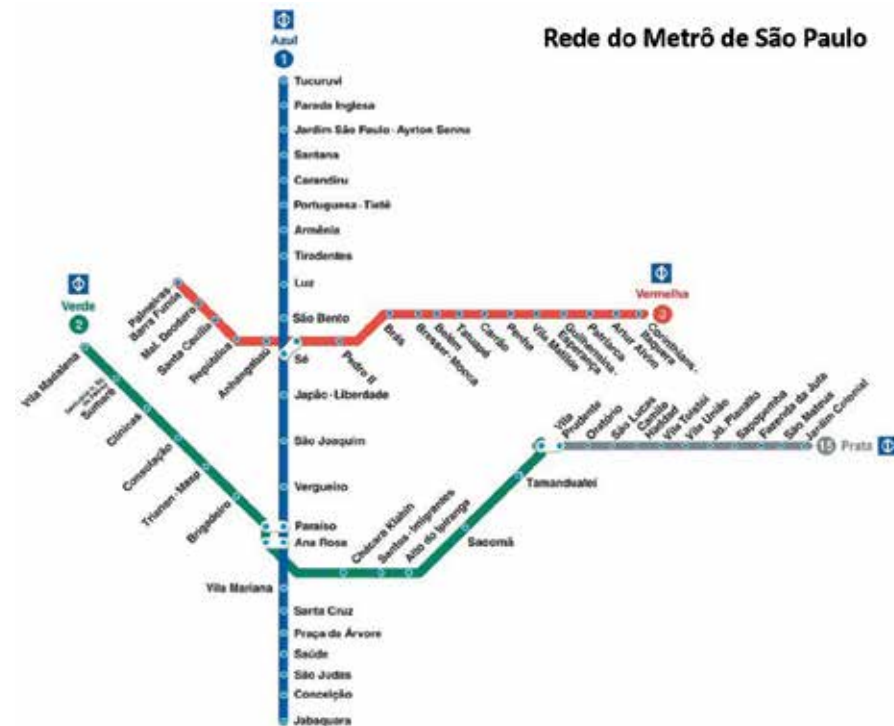 Rede do Metrô de São Paulo
Azul
1
Tucuruvi
Parada Inglesa
Jardim São Paulo - Ayrton Senna
Santana
Carandiru
Portuguesa - Tietê
Armênia
Tiradentes
Luz
São Bento
Sé
Japão - Liberdade
São Joaquim
Vergueiro
Paraíso
Ana Rosa
Vila Mariana
Santa Cruz
Praça da Árvore
Saúde
São Judas
Conceição
Jabaquara
Vermelha
3
Palmeiras
Barra Funda
Mal. Deodoro
Santa Cecília
República
Anhangabaú
Pedro II
Brás
Bresser - Mooca
Belém
Tatuapé
Carrão
Penha
Vila Matilde
Guilhermina -
Esperança
Patriarca
Artur Alvim
Corinthians -
Itaquera
Verde
2
Vila Madalena
Sumaré
Clínicas
Consolação
Trianon - Masp
Brigadeiro
Chácara Klabin
Santos - Imigrantes
Alto do Ipiranga
Sacomã
Tamanduateí
Vila
Prudente
Oratório
São Lucas
Camilo
Haddad
Vila Tolstói
Vila União
Jd. Planalto
Sapopemba
Fazenda da Juta
São Mateus
Jardim Colonial
15
Prata